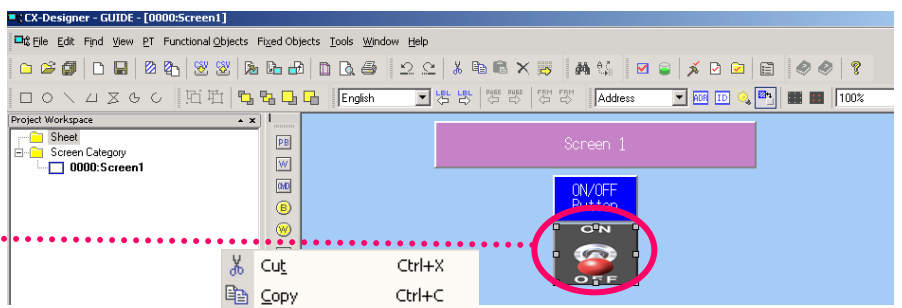 CX-Designer - GUIDE - [0000:Screen1]
File Edit Find View PT Functional Objects Fixed Objects Tools Window Help
English
Address
100%
Project Workspace
Sheet
Screen Category
0000:Screen1
PB
W
CMD
B
W
Screen 1
ON/OFF
Button
ON
OFF
Cut Ctrl+X
Copy Ctrl+C